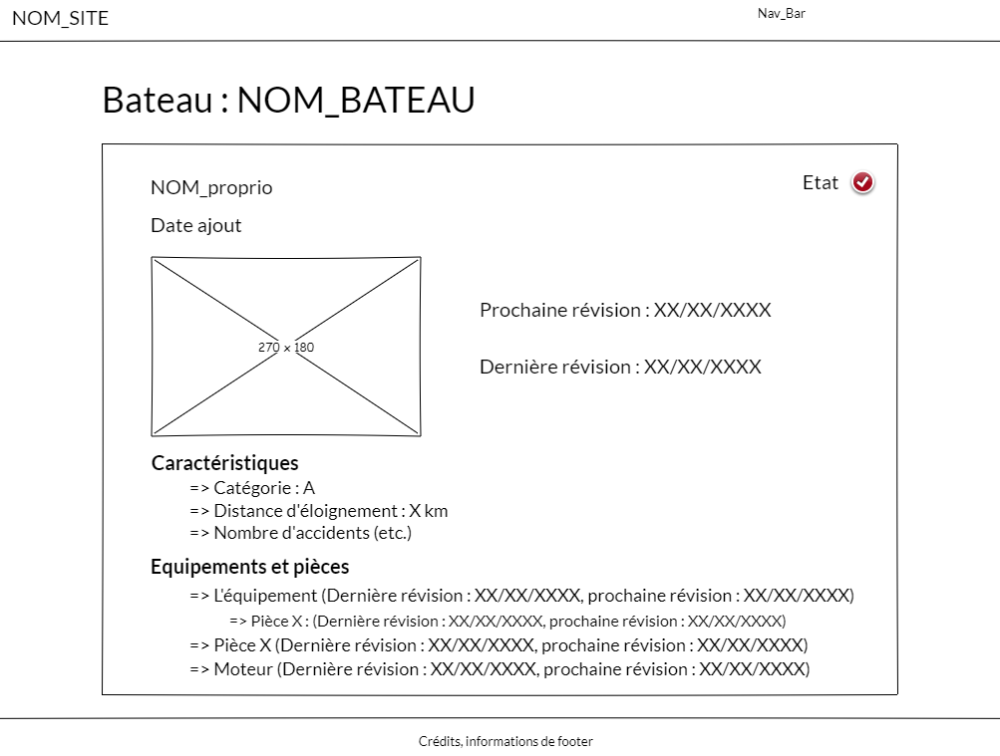 NOM_SITE
Nav_Bar
Bateau : NOM_BATEAU
NOM_proprio
Etat
Date ajout
270 x 180
Prochaine révision : XX/XX/XXXX
Dernière révision : XX/XX/XXXX
Caractéristiques
=> Catégorie : A
=> Distance d'éloignement : X km
=> Nombre d'accidents (etc.)
Equipements et pièces
=> L'équipement (Dernière révision : XX/XX/XXXX, prochaine révision : XX/XX/XXXX)
=> Pièce X : (Dernière révision : XX/XX/XXXX, prochaine révision : XX/XX/XXXX)
=> Pièce X (Dernière révision : XX/XX/XXXX, prochaine révision : XX/XX/XXXX)
=> Moteur (Dernière révision : XX/XX/XXXX, prochaine révision : XX/XX/XXXX)
Crédits, informations de footer